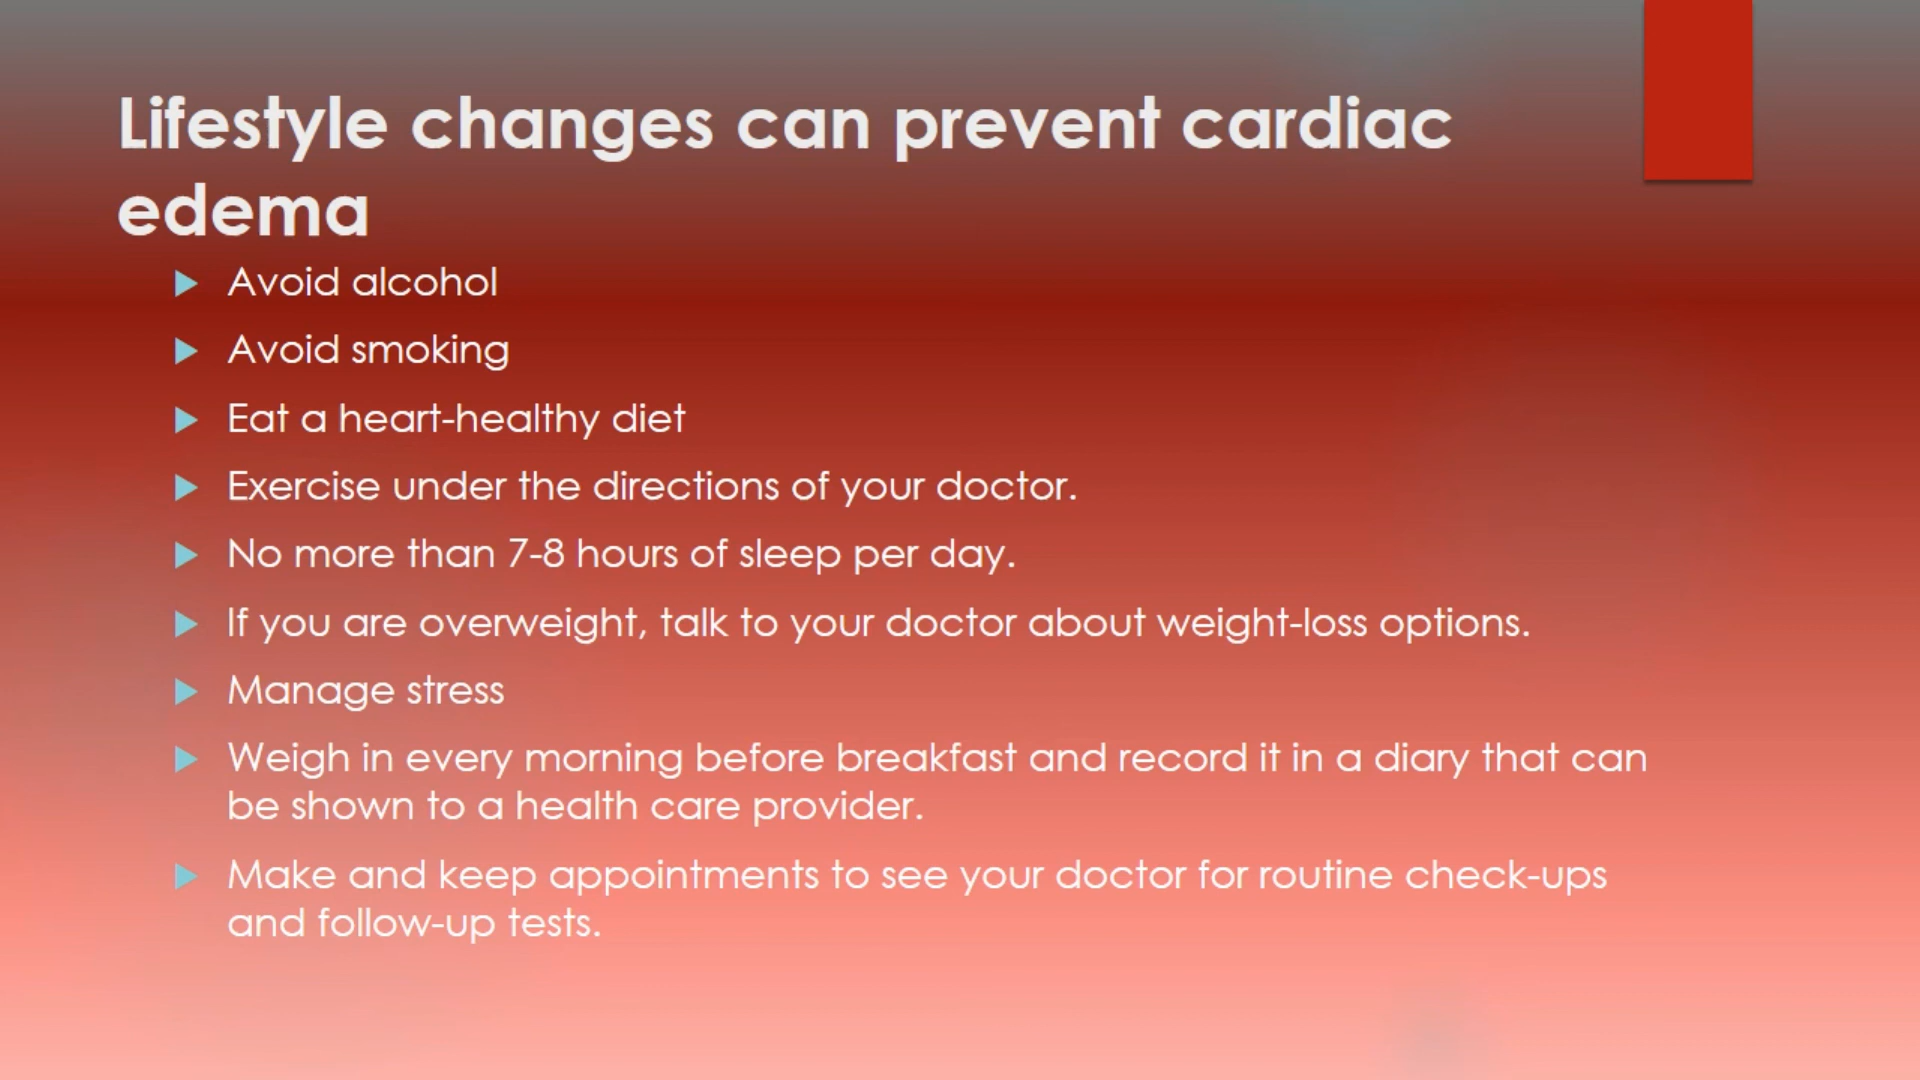 Lifestyle changes can prevent cardiac
edema
Avoid alcohol
Avoid smoking
Eat a heart-healthy diet
Exercise under the directions of your doctor.
No more than 7-8 hours of sleep per day.
If you are overweight, talk to your doctor about weight-loss options.
Manage stress
Weigh in every morning before breakfast and record it in a diary that can
be shown to a health care provider.
Make and keep appointments to see your doctor for routine check-ups
and follow-up tests.